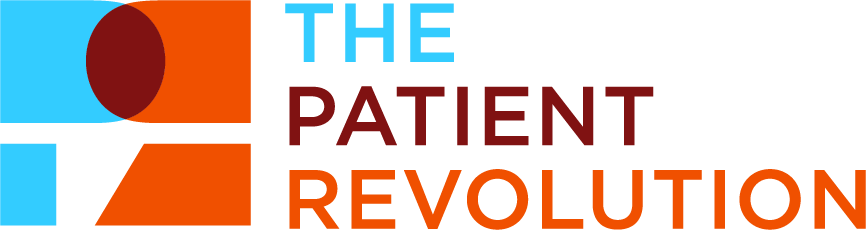 THE
PATIENT
REVOLUTION